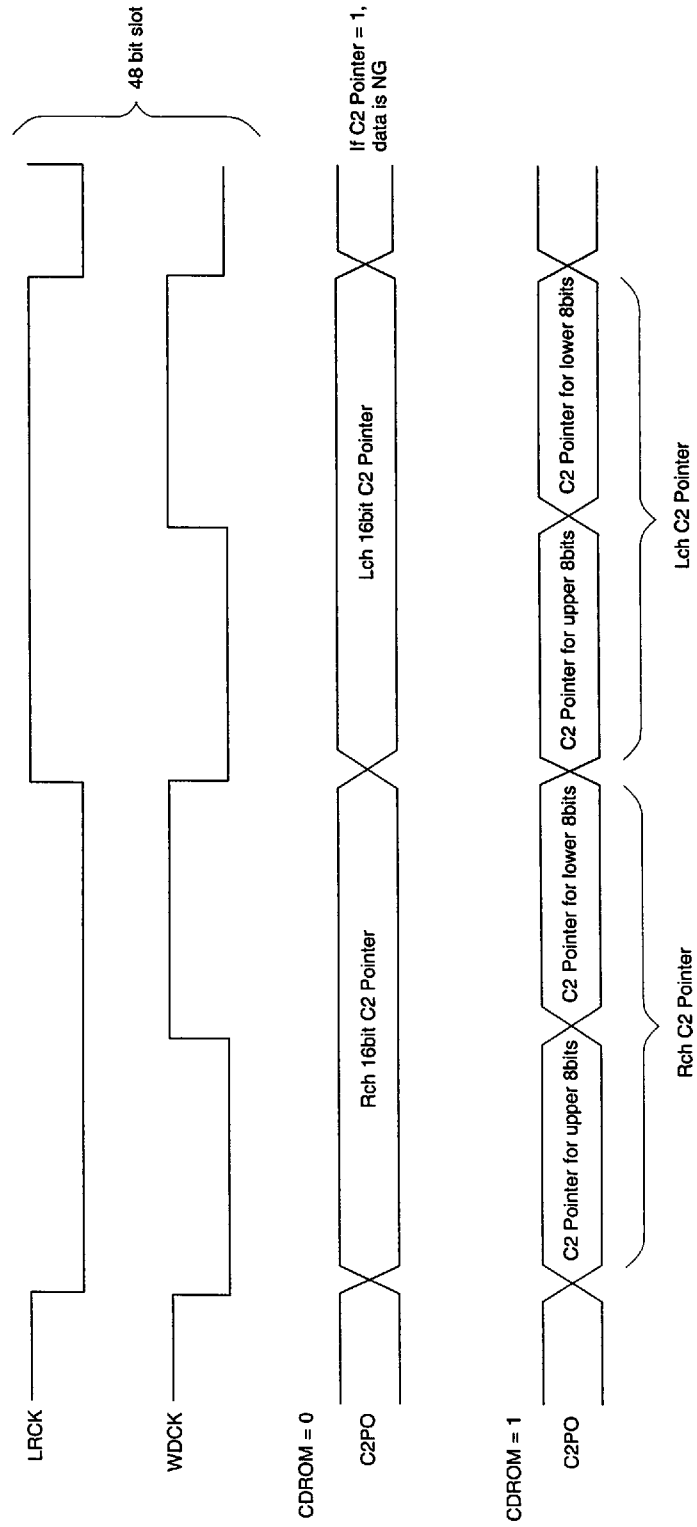 LRCK
48 bit slot
WDCK
CDROM = 0
C2PO
Rch 16bit C2 Pointer
Lch 16bit C2 Pointer
If C2 Pointer = 1,
data is NG
CDROM = 1
C2PO
C2 Pointer for upper 8bits
C2 Pointer for lower 8bits
C2 Pointer for upper 8bits
C2 Pointer for lower 8bits
Rch C2 Pointer
Lch C2 Pointer